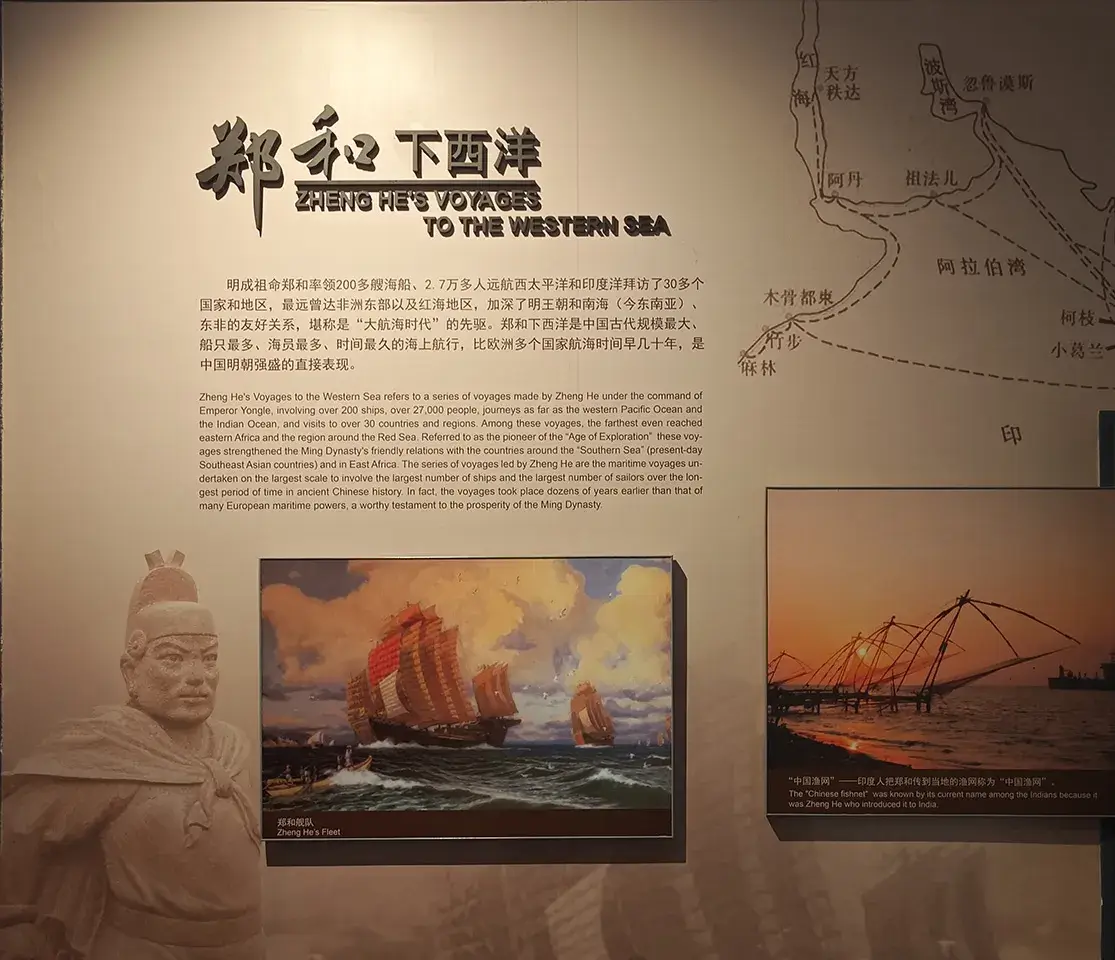 郑和下西洋
ZHENG HE'S VOYAGES
TO THE WESTERN SEA
明成祖命郑和率领200多艘海船、2.7万多人远航西太平洋和印度洋拜访了30多个
国家和地区，最远曾达非洲东部以及红海地区，加深了明王朝和南海（今东南亚）、
东非的友好关系，堪称是“大航海时代”的先驱。郑和下西洋是中国古代规模最大、
船只最多、海员最多、时间最久的海上航行，比欧洲多个国家航海时间早几十年，是
中国明朝强盛的直接表现。
Zheng He's Voyages to the Western Sea refers to a series of voyages made by Zheng He under the command of
Emperor Yongle, involving over 200 ships, over 27,000 people, journeys as far as the western Pacific Ocean and
the Indian Ocean, and visits to over 30 countries and regions. Among these voyages, the farthest even reached
eastern Africa and the region around the Red Sea. Referred to as the pioneer of the “Age of Exploration” these voy-
ages strengthened the Ming Dynasty's friendly relations with the countries around the “Southern Sea” (present-day
Southeast Asian countries) and in East Africa. The series of voyages led by Zheng He are the maritime voyages un-
dertaken on the largest scale to involve the largest number of ships and the largest number of sailors over the lon-
gest period of time in ancient Chinese history. In fact, the voyages took place dozens of years earlier than that of
many European maritime powers, a worthy testament to the prosperity of the Ming Dynasty.
红海
天方
秩达
波斯湾
忽鲁谟斯
阿丹
祖法儿
阿拉伯湾
木骨都束
竹步
麻林
柯枝
小葛兰
印
郑和舰队
Zheng He's Fleet
“中国渔网”——印度人把郑和传到当地的渔网称为“中国渔网”。
The "Chinese fishnet" was known by its current name among the Indians because it
was Zheng He who introduced it to India.